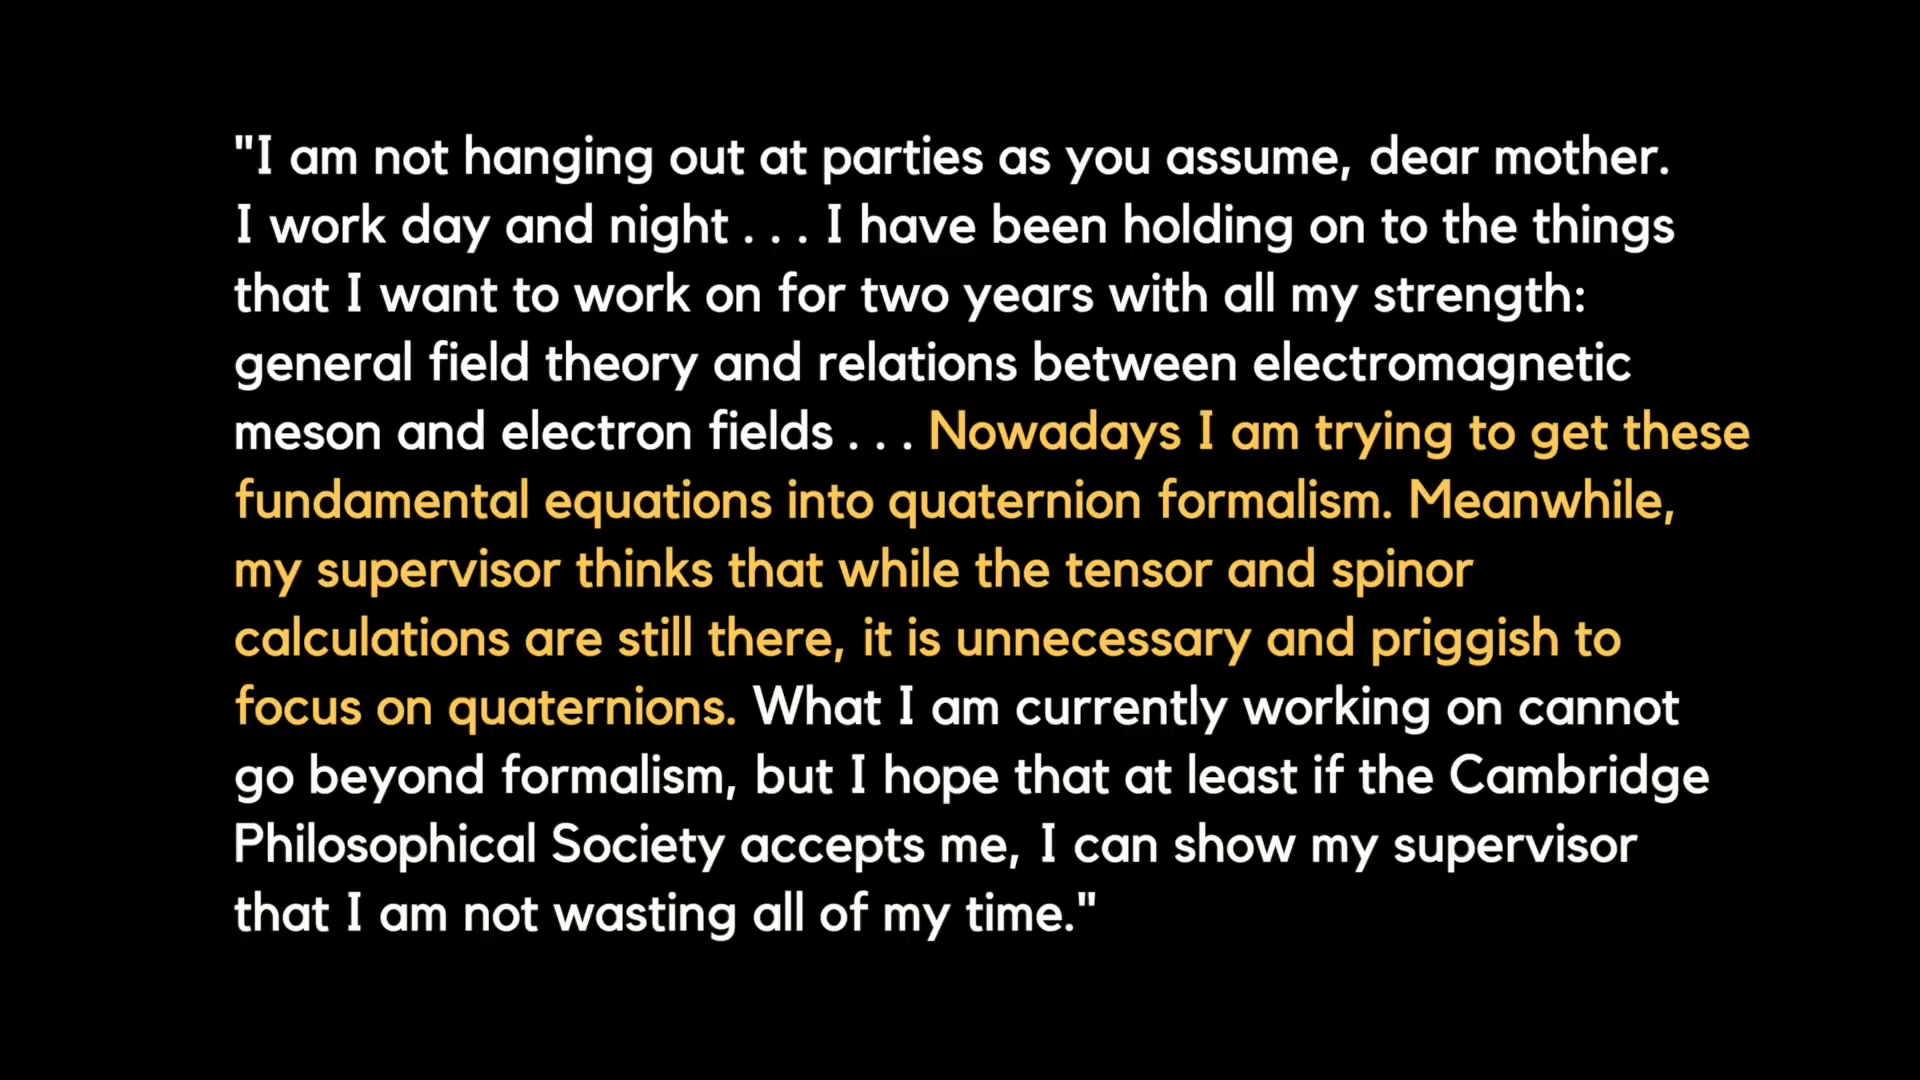 "I am not hanging out at parties as you assume, dear mother.
I work day and night . . . I have been holding on to the things
that I want to work on for two years with all my strength:
general field theory and relations between electromagnetic
meson and electron fields . . . Nowadays I am trying to get these
fundamental equations into quaternion formalism. Meanwhile,
my supervisor thinks that while the tensor and spinor
calculations are still there, it is unnecessary and priggish to
focus on quaternions. What I am currently working on cannot
go beyond formalism, but I hope that at least if the Cambridge
Philosophical Society accepts me, I can show my supervisor
that I am not wasting all of my time."